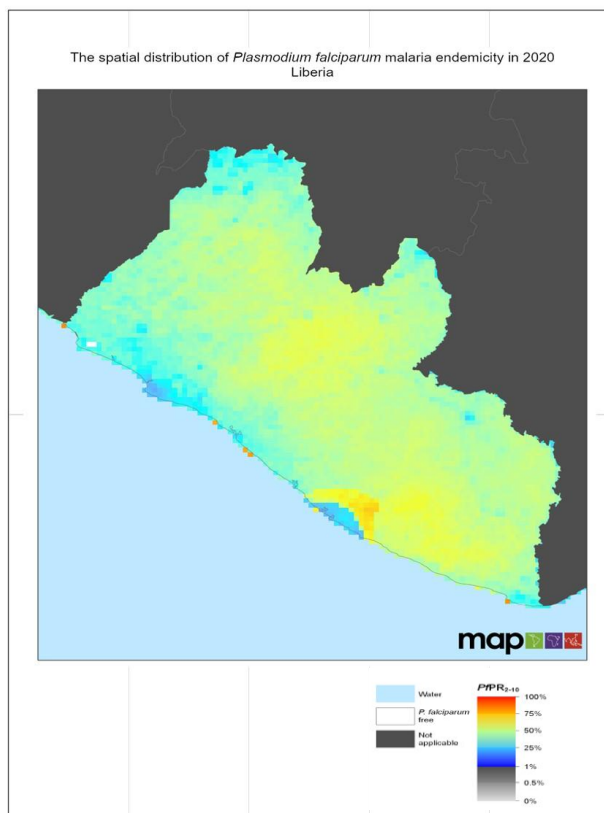 The spatial distribution of Plasmodium falciparum malaria endemicity in 2020
Liberia
map
Water
P. falciparum
free
Not
applicable
PfPR2-10
100%
75%
50%
25%
1%
0.5%
0%